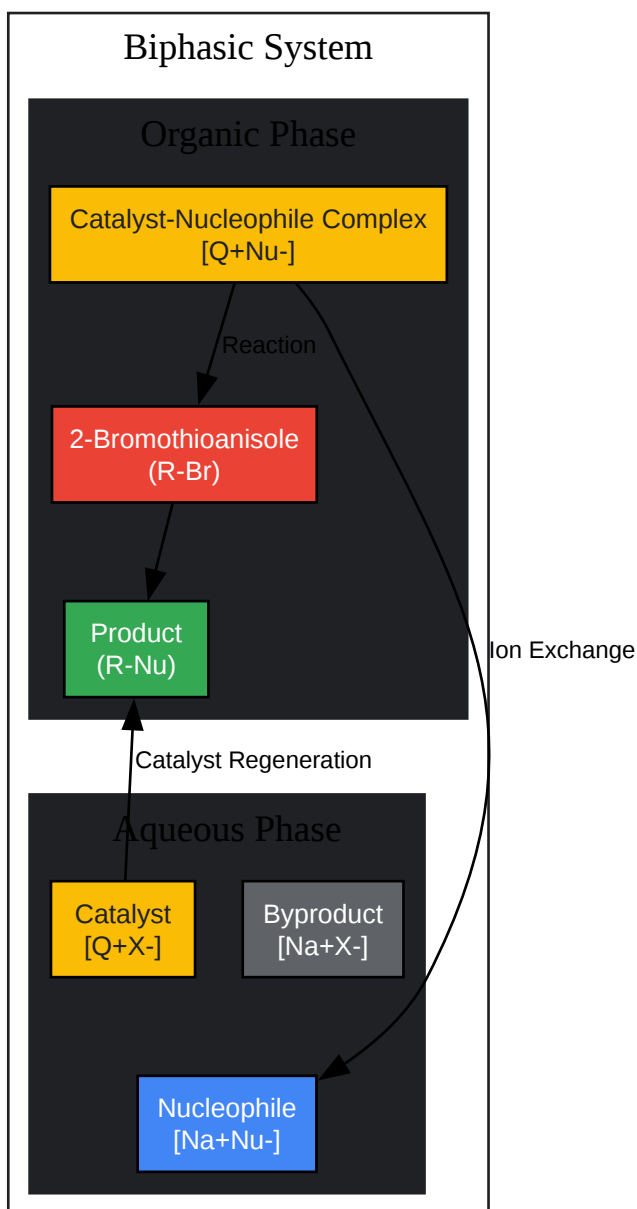 Biphasic System
Organic Phase
Catalyst-Nucleophile Complex
[Q+Nu-]
Reaction
2-Bromothioanisole
(R-Br)
Product
(R-Nu)
Ion Exchange
Catalyst Regeneration
Aqueous Phase
Catalyst
[Q+X-]
Byproduct
[Na+X-]
Nucleophile
[Na+Nu-]